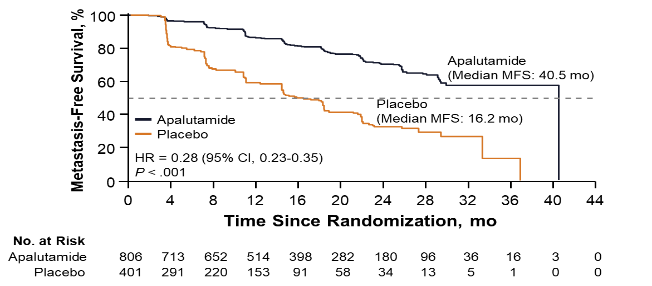 Metastasis-Free Survival, %
100
80
60
40
20
0
Apalutamide
(Median MFS: 40.5 mo)
Placebo
(Median MFS: 16.2 mo)
Apalutamide
Placebo
HR = 0.28 (95% CI, 0.23-0.35)
P < .001
0 4 8 12 16 20 24 28 32 36 40 44
Time Since Randomization, mo
No. at Risk
Apalutamide 806 713 652 514 398 282 180 96 36 16 3 0
Placebo 401 291 220 153 91 58 34 13 5 1 0 0